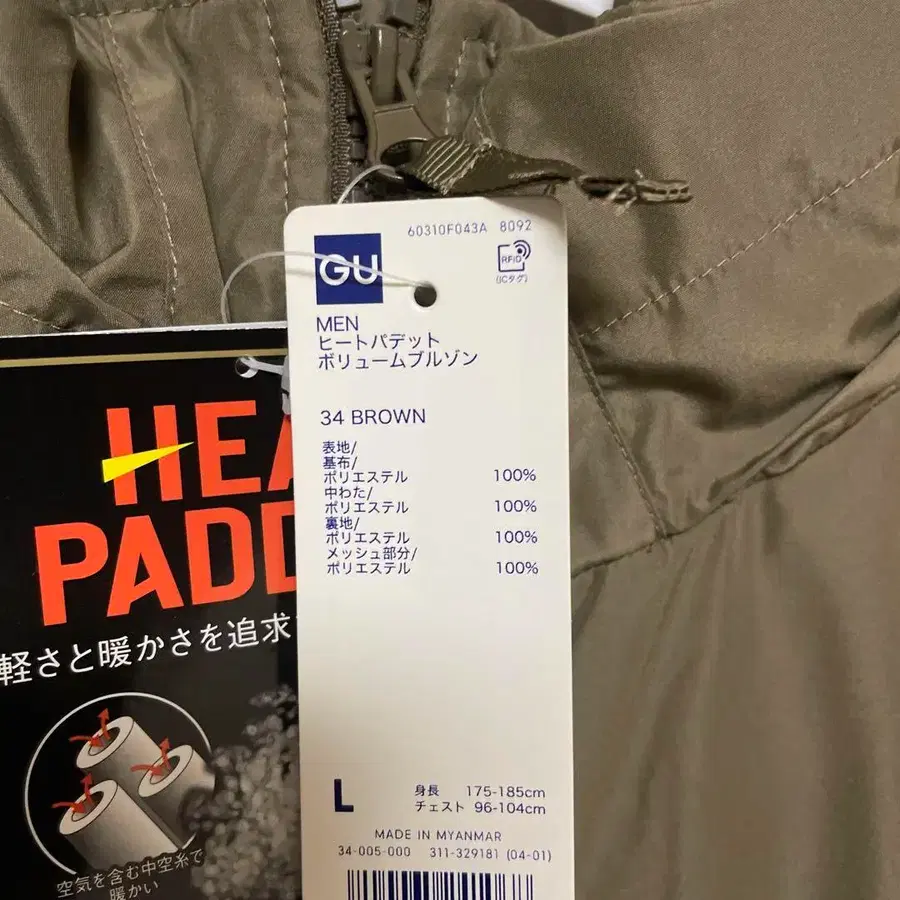 60310F043A 8092
GU
RFID
(ICタグ)
MEN
ヒートパデット
ボリュームブルゾン
34 BROWN
表地/
基布/
ポリエステル 100%
中わた/
ポリエステル 100%
裏地/
ポリエステル 100%
メッシュ部分/
ポリエステル 100%
L
身長 175-185cm
チェスト 96-104cm
MADE IN MYANMAR
34-005-000 311-329181 (04-01)
HEA
PADD
軽さと暖かさを追求
空気を含む中空糸で
暖かい